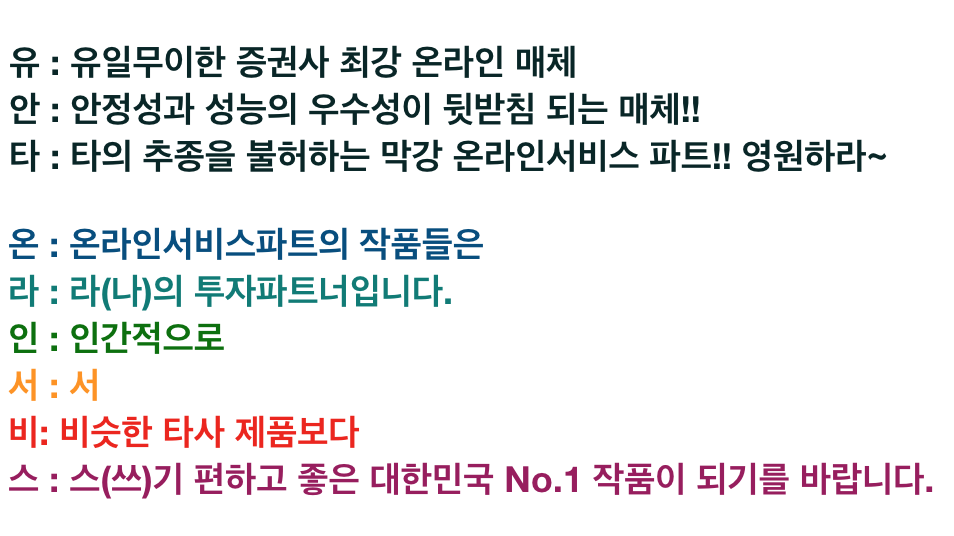 유 : 유일무이한 증권사 최강 온라인 매체
안 : 안정성과 성능의 우수성이 뒷받침 되는 매체!!
타 : 타의 추종을 불허하는 막강 온라인서비스 파트!! 영원하라~
온 : 온라인서비스파트의 작품들은
라 : 라(나)의 투자파트너입니다.
인 : 인간적으로
서 : 서
비: 비슷한 타사 제품보다
스 : 스(쓰)기 편하고 좋은 대한민국 No.1 작품이 되기를 바랍니다.